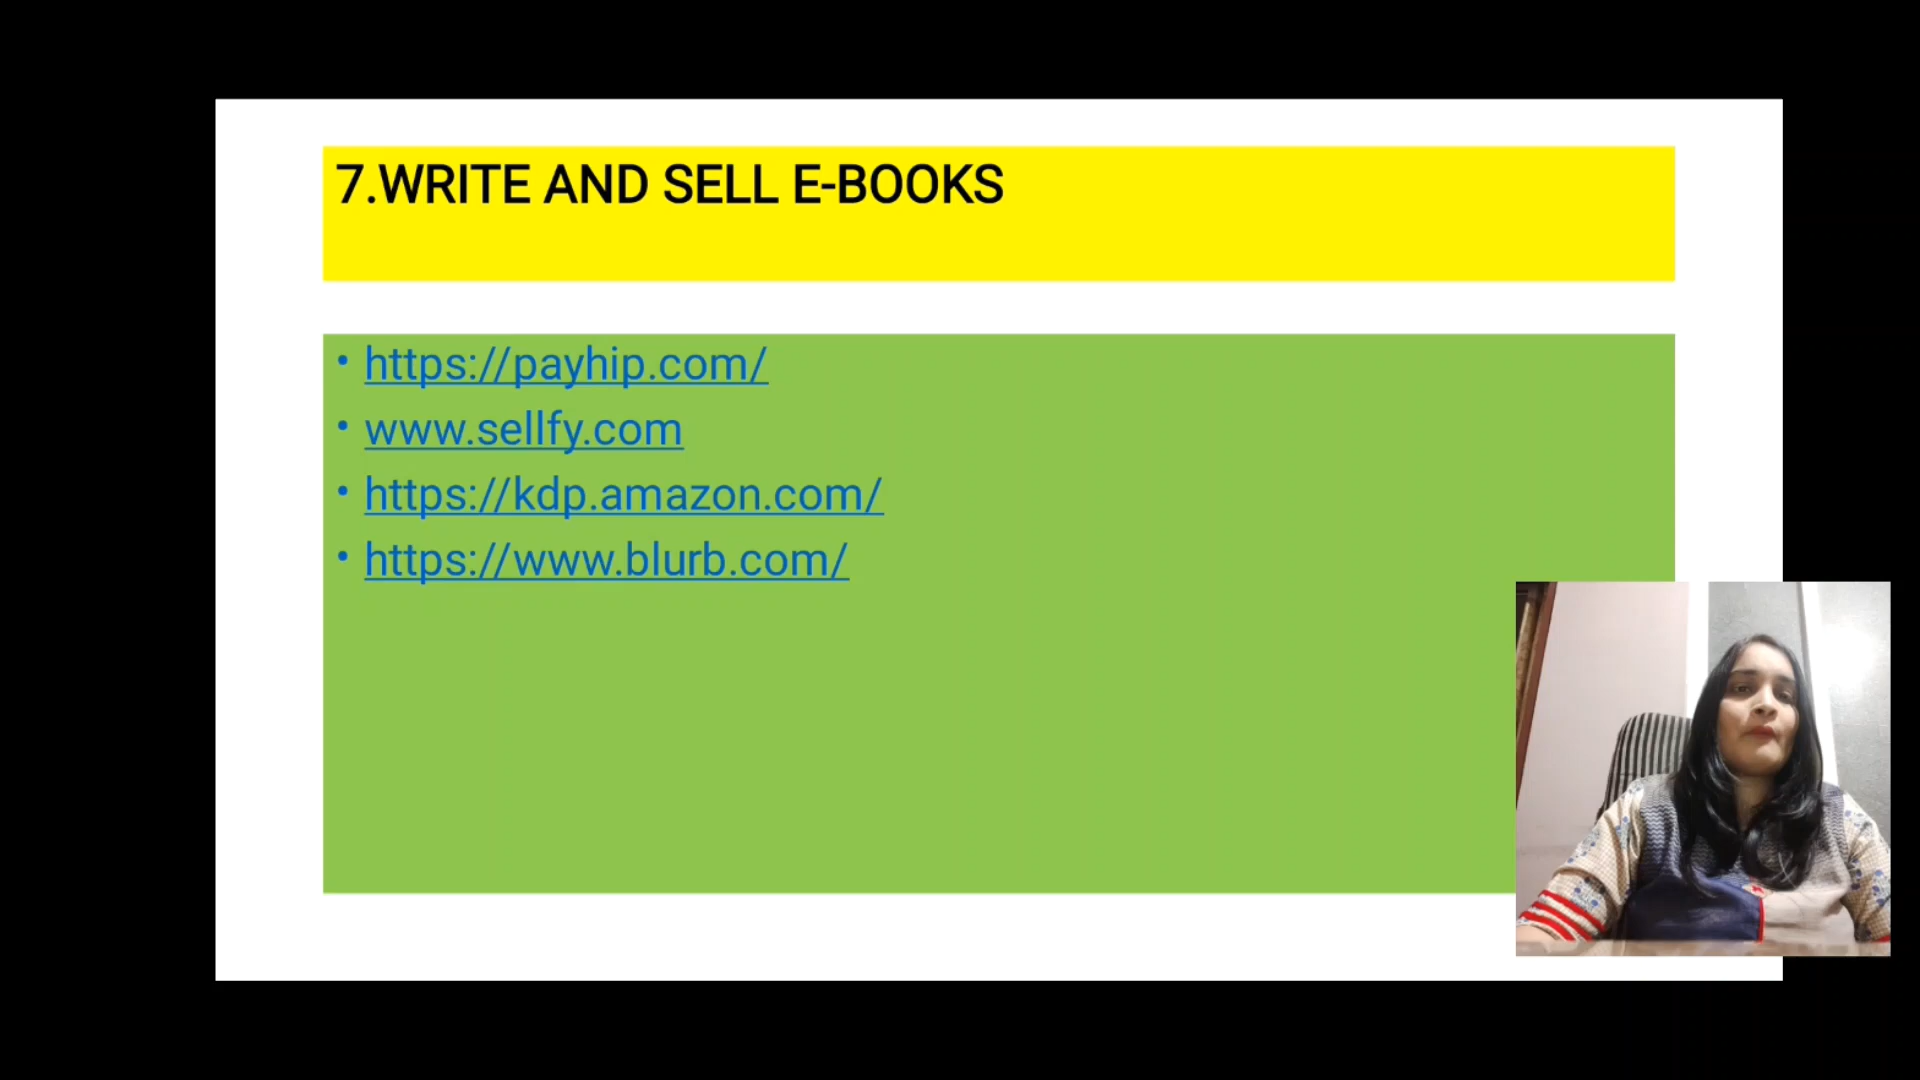 7.WRITE AND SELL E-BOOKS
• https://payhip.com/
• www.sellfy.com
• https://kdp.amazon.com/
• https://www.blurb.com/